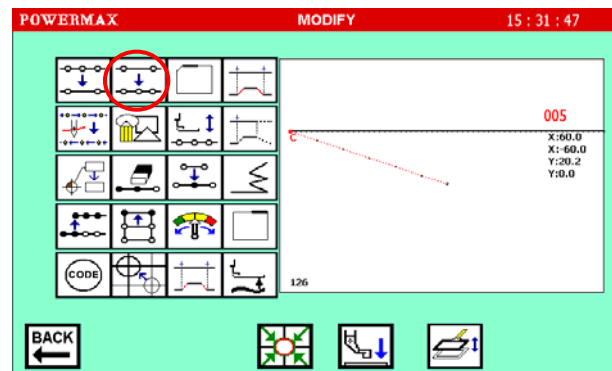 POWERMAX MODIFY 15 : 31 : 47
005
C
X:60.0
X:-60.0
Y:20.2
Y:0.0
CODE
126
BACK